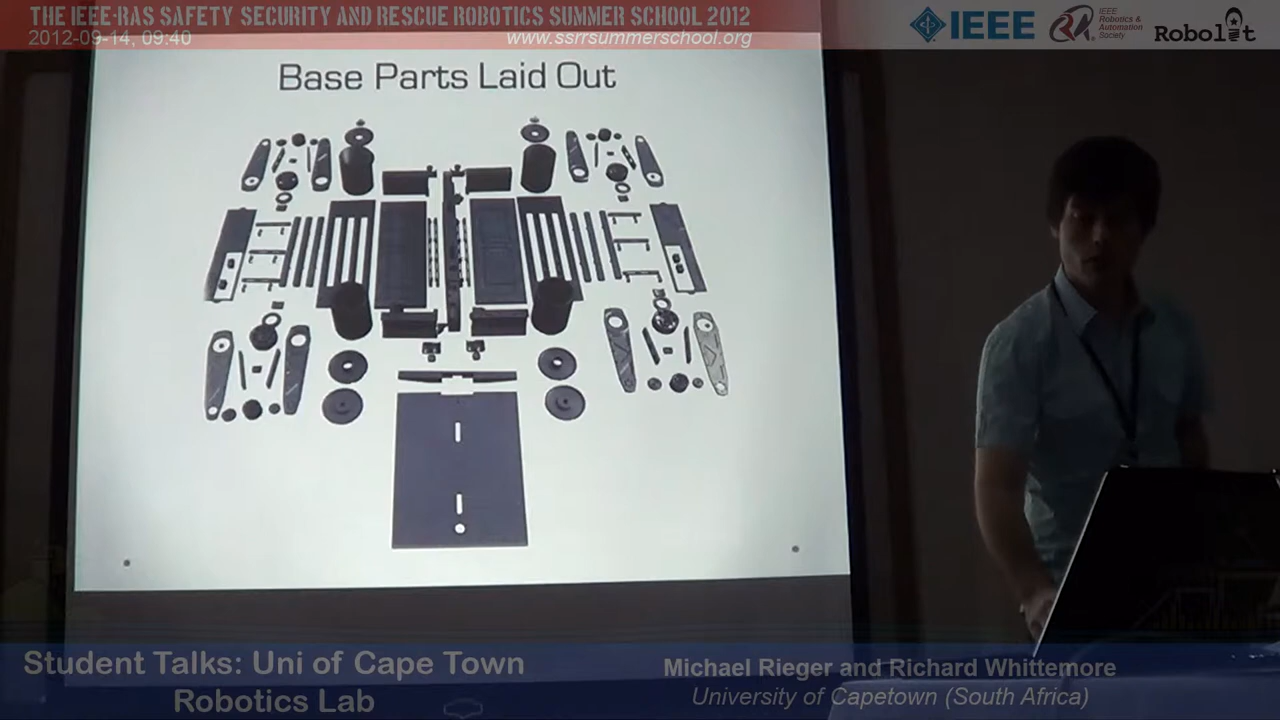 THE IEEE-RAS SAFETY SECURITY AND RESCUE ROBOTICS SUMMER SCHOOL 2012
2012-09-14, 09:40
www.ssrrsummerschool.org
IEEE
IEEE
Robotics &
Automation
Society
Robolit
Base Parts Laid Out
Student Talks: Uni of Cape Town
Robotics Lab
Michael Rieger and Richard Whittemore
University of Capetown (South Africa)